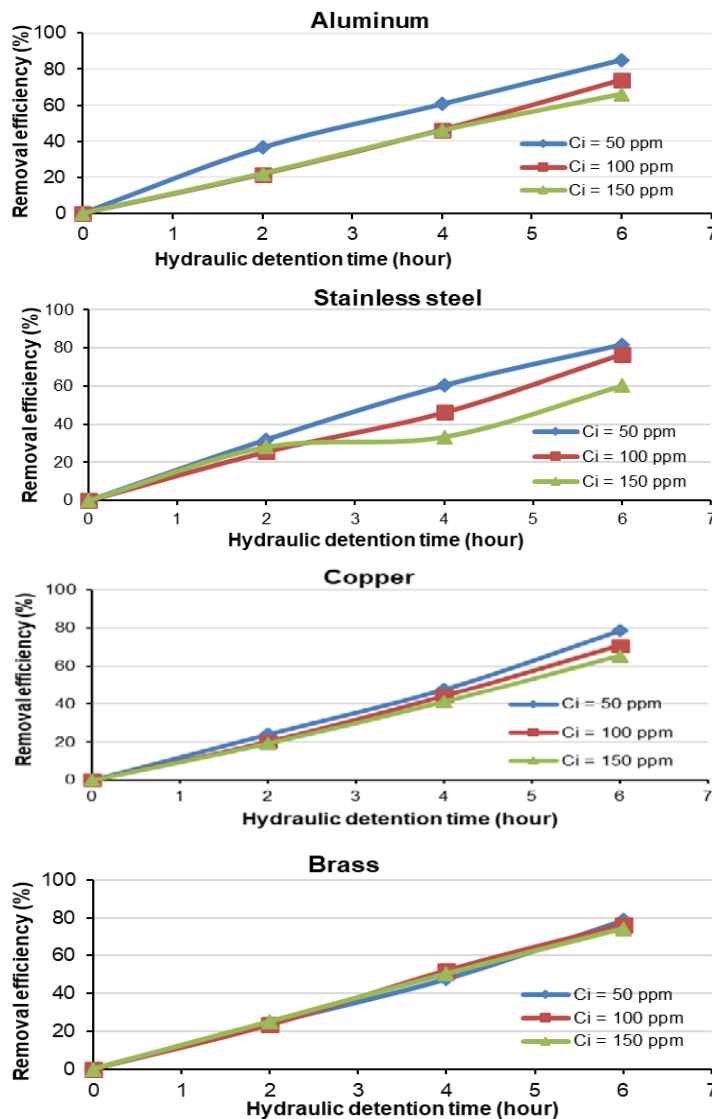 Aluminum
Removal efficiency (%)
100
80
60
40
20
0
Ci = 50 ppm
Ci = 100 ppm
Ci = 150 ppm
0 1 2 3 4 5 6 7
Hydraulic detention time (hour)
Stainless steel
Removal efficiency (%)
100
80
60
40
20
0
Ci = 50 ppm
Ci = 100 ppm
Ci = 150 ppm
0 1 2 3 4 5 6 7
Hydraulic detention time (hour)
Copper
Removal efficiency (%)
100
80
60
40
20
0
Ci = 50 ppm
Ci = 100 ppm
Ci = 150 ppm
0 1 2 3 4 5 6 7
Hydraulic detention time (hour)
Brass
Removal efficiency (%)
100
80
60
40
20
0
Ci = 50 ppm
Ci = 100 ppm
Ci = 150 ppm
0 1 2 3 4 5 6 7
Hydraulic detention time (hour)